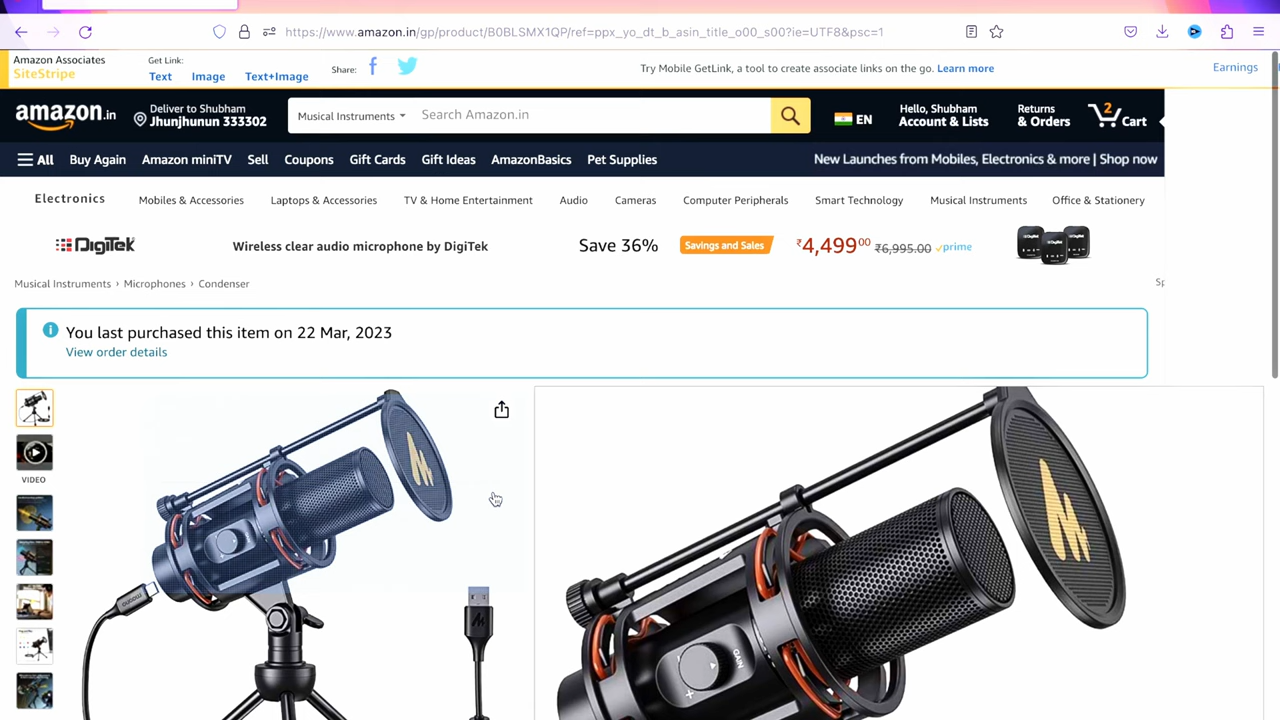 https://www.amazon.in/gp/product/B0BLSMX1QP/ref=ppx_yo_dt_b_asin_title_o00_s00?ie=UTF8&psc=1
Amazon Associates
SiteStripe
Get Link:
Text Image Text+Image
Share:
Try Mobile GetLink, a tool to create associate links on the go. Learn more
Earnings
amazon.in
Deliver to Shubham
Jhunjhunun 333302
Musical Instruments
Search Amazon.in
EN
Hello, Shubham
Account & Lists
Returns
& Orders
2
Cart
All Buy Again Amazon miniTV Sell Coupons Gift Cards Gift Ideas AmazonBasics Pet Supplies New Launches from Mobiles, Electronics & more | Shop now
Electronics Mobiles & Accessories Laptops & Accessories TV & Home Entertainment Audio Cameras Computer Peripherals Smart Technology Musical Instruments Office & Stationery
DIGITEK Wireless clear audio microphone by DigiTek Save 36% Savings and Sales ₹4,499.00 ₹6,995.00 prime
Musical Instruments › Microphones › Condenser
Sp
You last purchased this item on 22 Mar, 2023
View order details
VIDEO
maono
GAIN